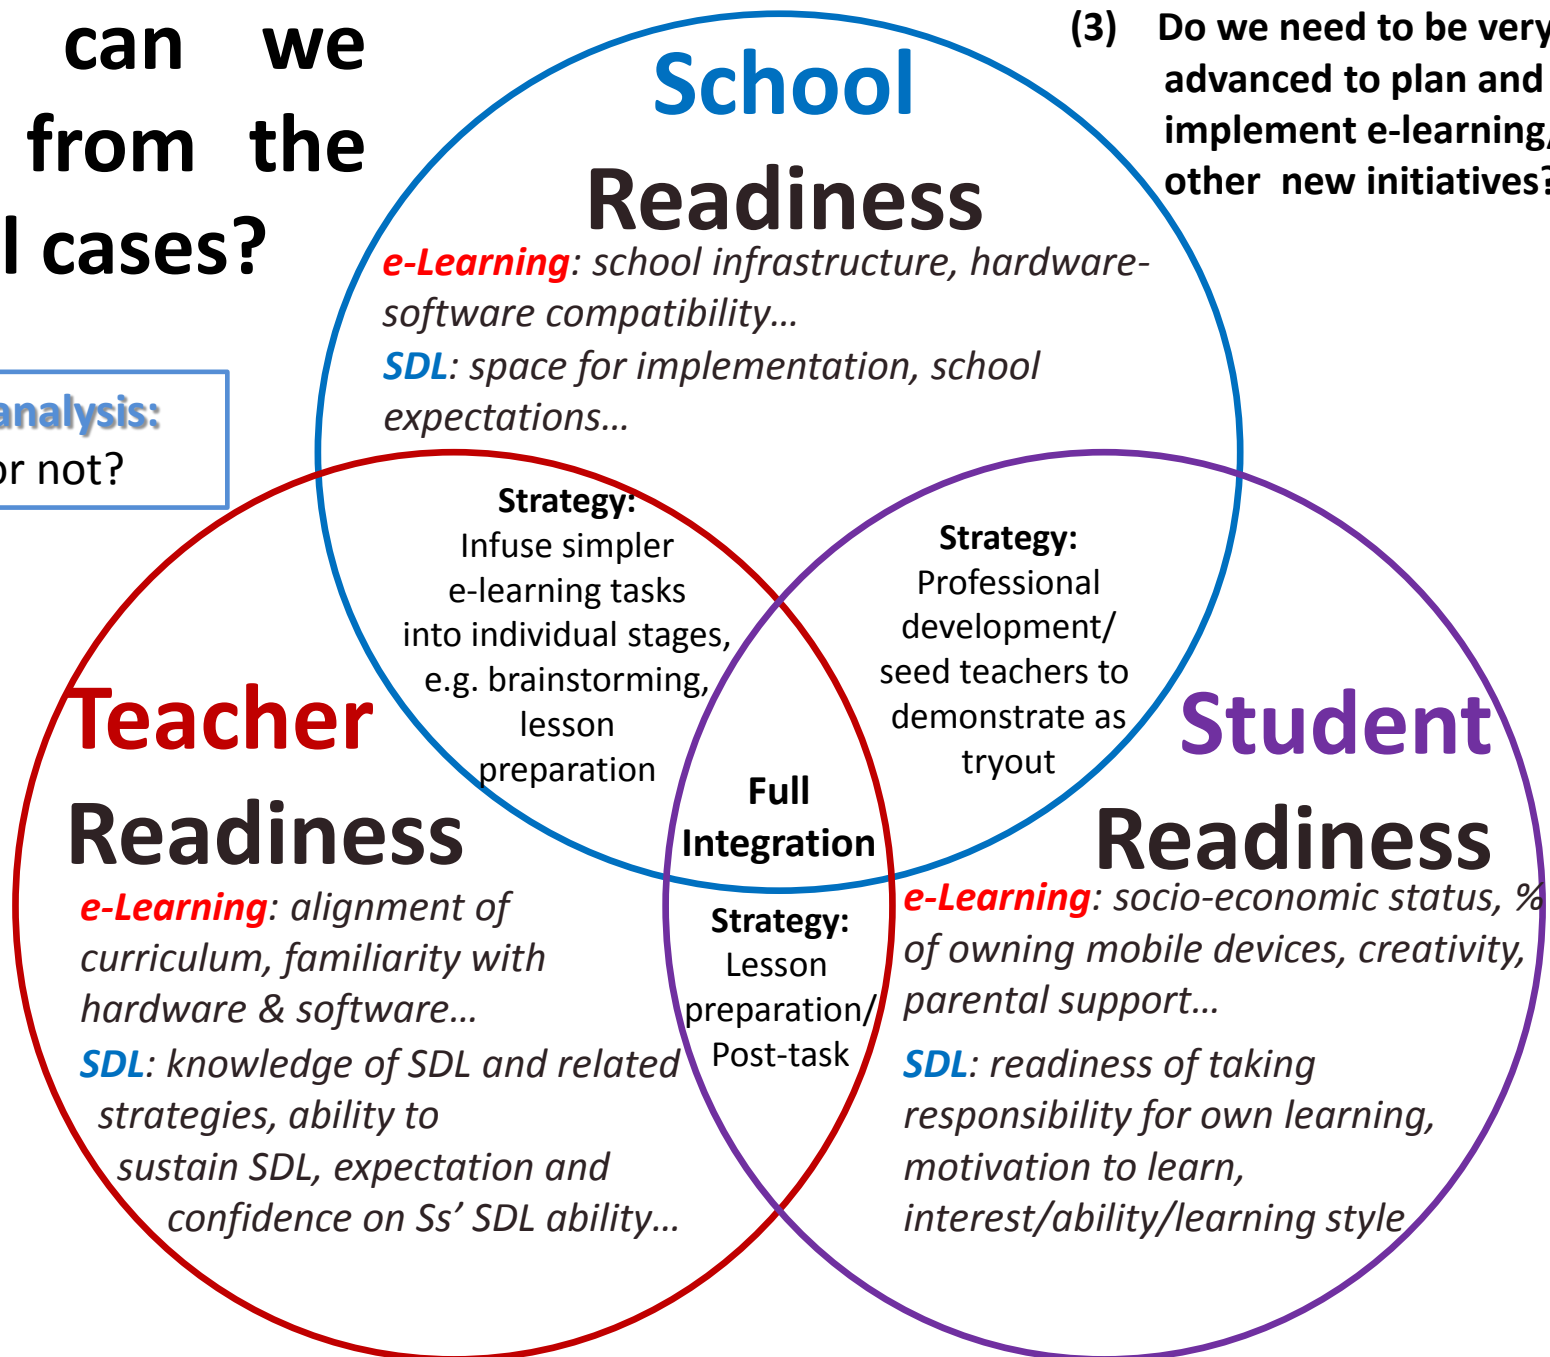 can we
from the
l cases?
(3) Do we need to be very
advanced to plan and
implement e-learning,
other new initiatives?
analysis:
or not?
School
Readiness
e-Learning: school infrastructure, hardware-
software compatibility…
SDL: space for implementation, school
expectations…
Strategy:
Infuse simpler
e-learning tasks
into individual stages,
e.g. brainstorming,
lesson
preparation
Strategy:
Professional
development/
seed teachers to
demonstrate as
tryout
Teacher
Readiness
e-Learning: alignment of
curriculum, familiarity with
hardware & software…
SDL: knowledge of SDL and related
strategies, ability to
sustain SDL, expectation and
confidence on Ss’ SDL ability…
Full
Integration
Strategy:
Lesson
preparation/
Post-task
Student
Readiness
e-Learning: socio-economic status, %
of owning mobile devices, creativity,
parental support…
SDL: readiness of taking
responsibility for own learning,
motivation to learn,
interest/ability/learning style